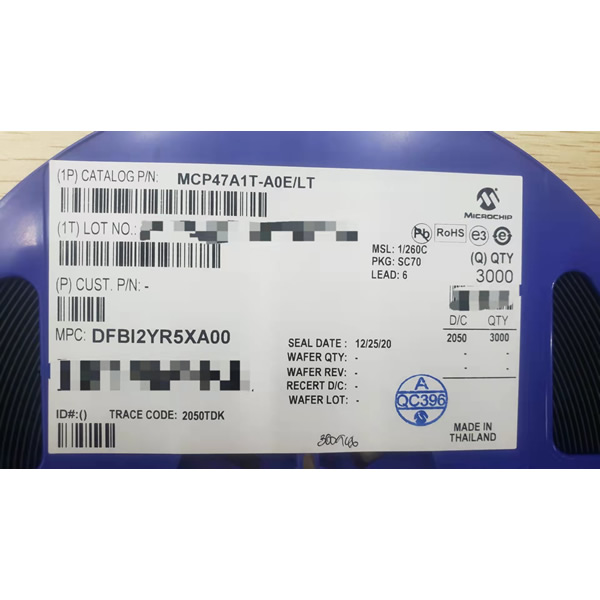 (1P) CATALOG P/N: MCP47A1T-A0E/LT
MICROCHIP
(1T) LOT NO.:
Pb RoHS e3 e
MSL: 1/260C
PKG: SC70
LEAD: 6
(Q) QTY
3000
(P) CUST. P/N: -
D/C QTY
2050 3000
- -
- -
MPC: DFBI2YR5XA00
SEAL DATE : 12/25/20
WAFER QTY: -
WAFER REV: -
RECERT D/C: -
WAFER LOT: -
A
QC396
ID#:() TRACE CODE: 2050TDK
MADE IN
THAILAND